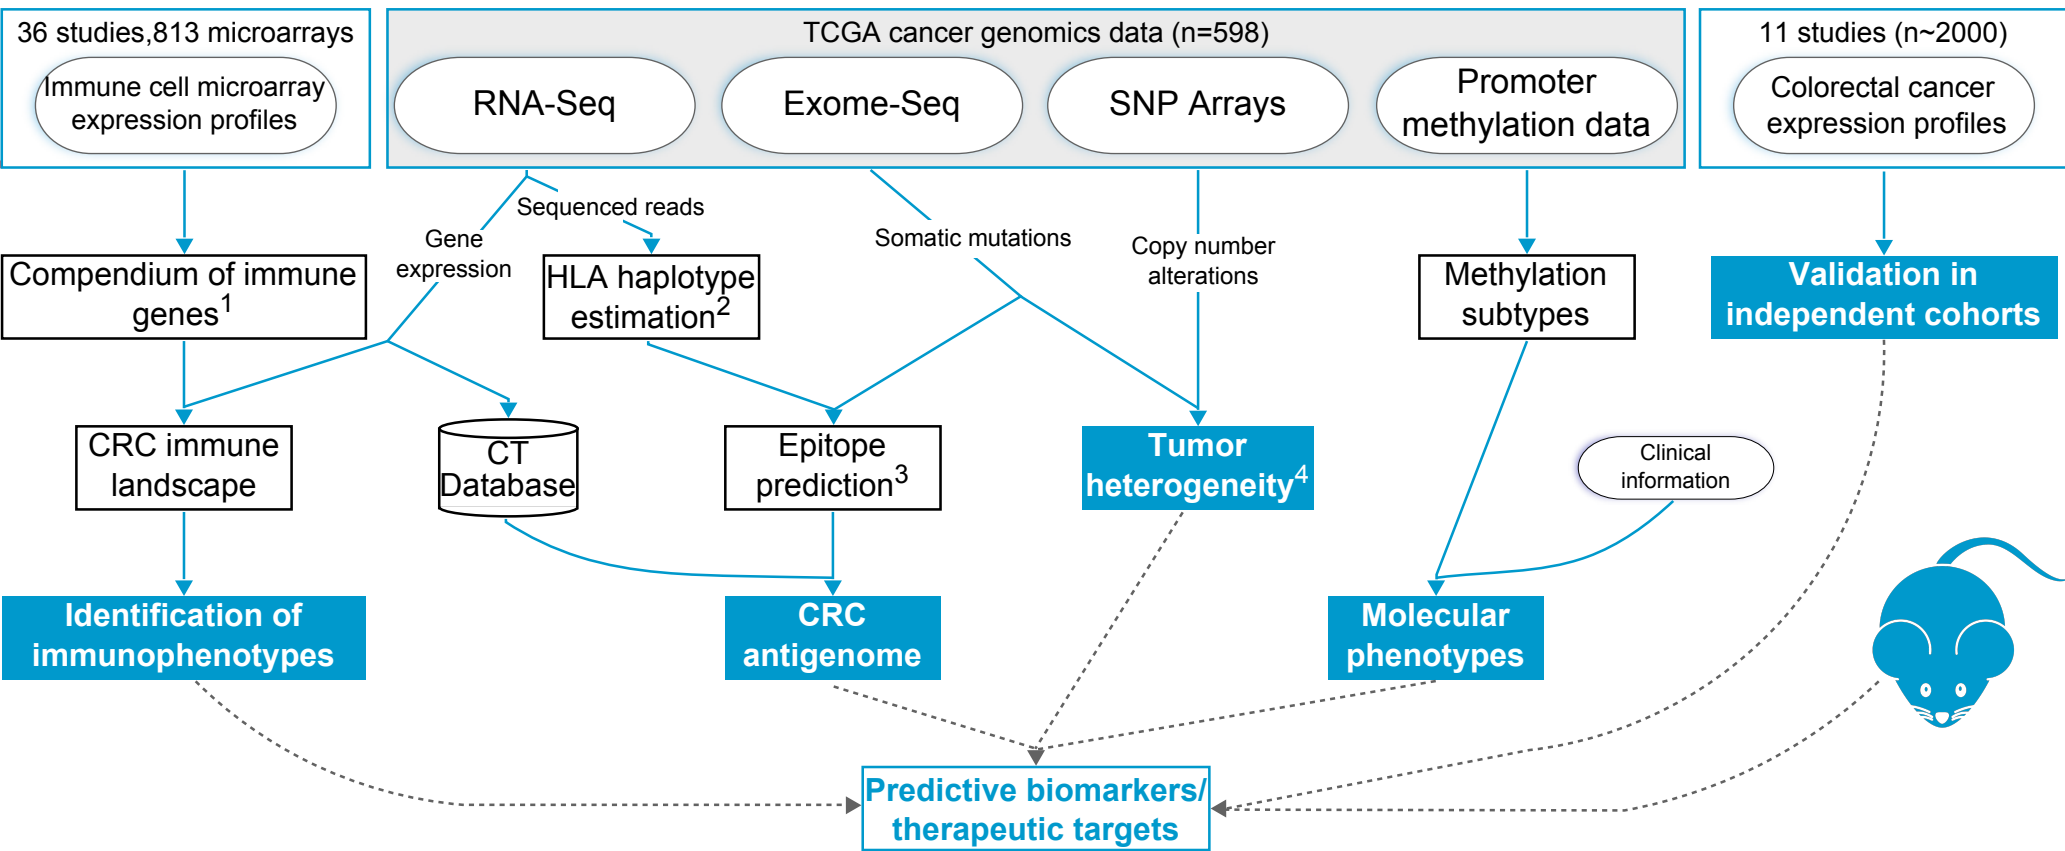 36 studies,813 microarrays
Immune cell microarray
expression profiles
TCGA cancer genomics data (n=598)
RNA-Seq
Exome-Seq
SNP Arrays
Promoter
methylation data
11 studies (n~2000)
Colorectal cancer
expression profiles
Sequenced reads
Gene
expression
Somatic mutations
Copy number
alterations
Compendium of immune
genes1
HLA haplotype
estimation2
Methylation
subtypes
Validation in
independent cohorts
CRC immune
landscape
CT
Database
Epitope
prediction3
Tumor
heterogeneity4
Clinical
information
Identification of
immunophenotypes
CRC
antigenome
Molecular
phenotypes
Predictive biomarkers/
therapeutic targets